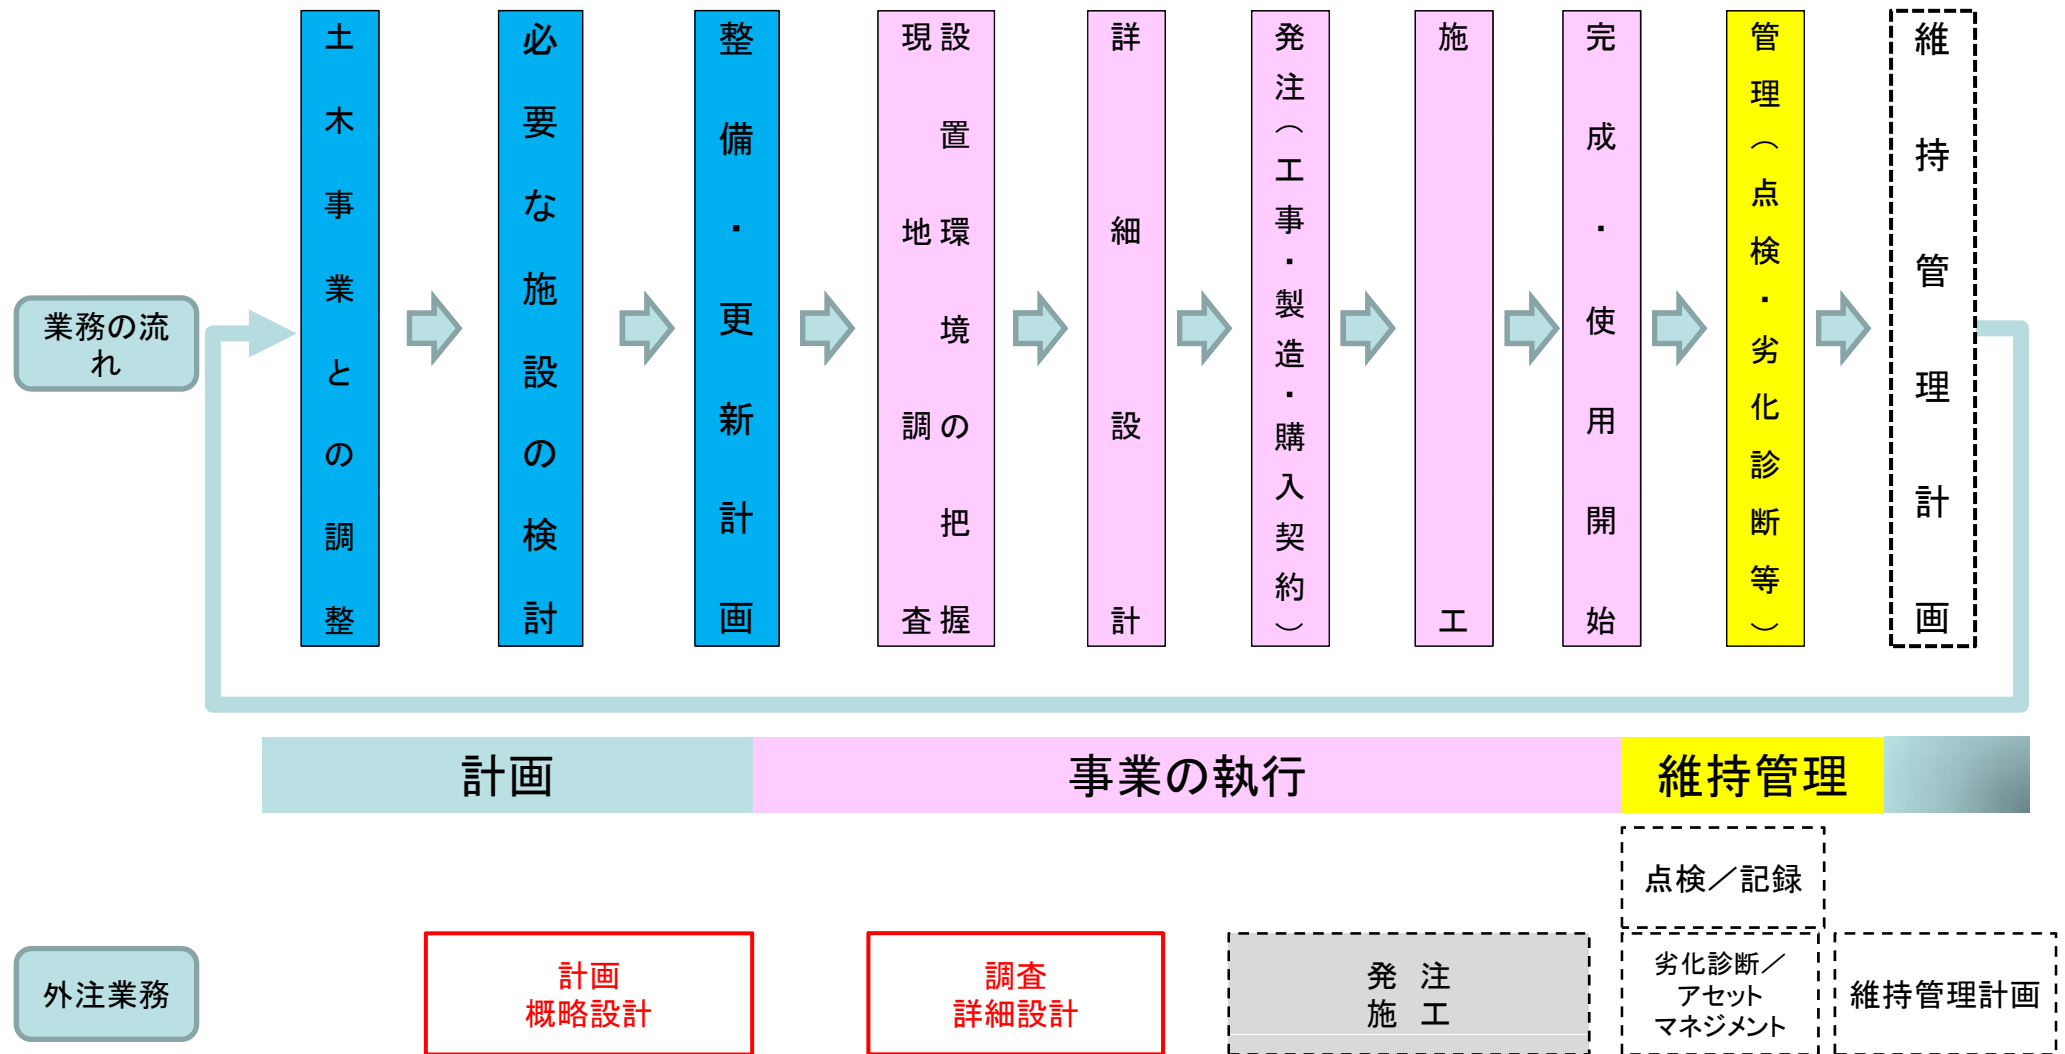 業務の流
れ
土木事業との調整
必要な施設の検討
整備・更新計画
設置環境の把握
現地調査
詳細設計
発注（工事・製造・購入契約）
施工
完成・使用開始
管理（点検・劣化診断等）
維持管理計画
計画
事業の執行
維持管理
外注業務
計画
概略設計
調査
詳細設計
発 注
施 工
点検／記録
劣化診断／
アセット
マネジメント
維持管理計画